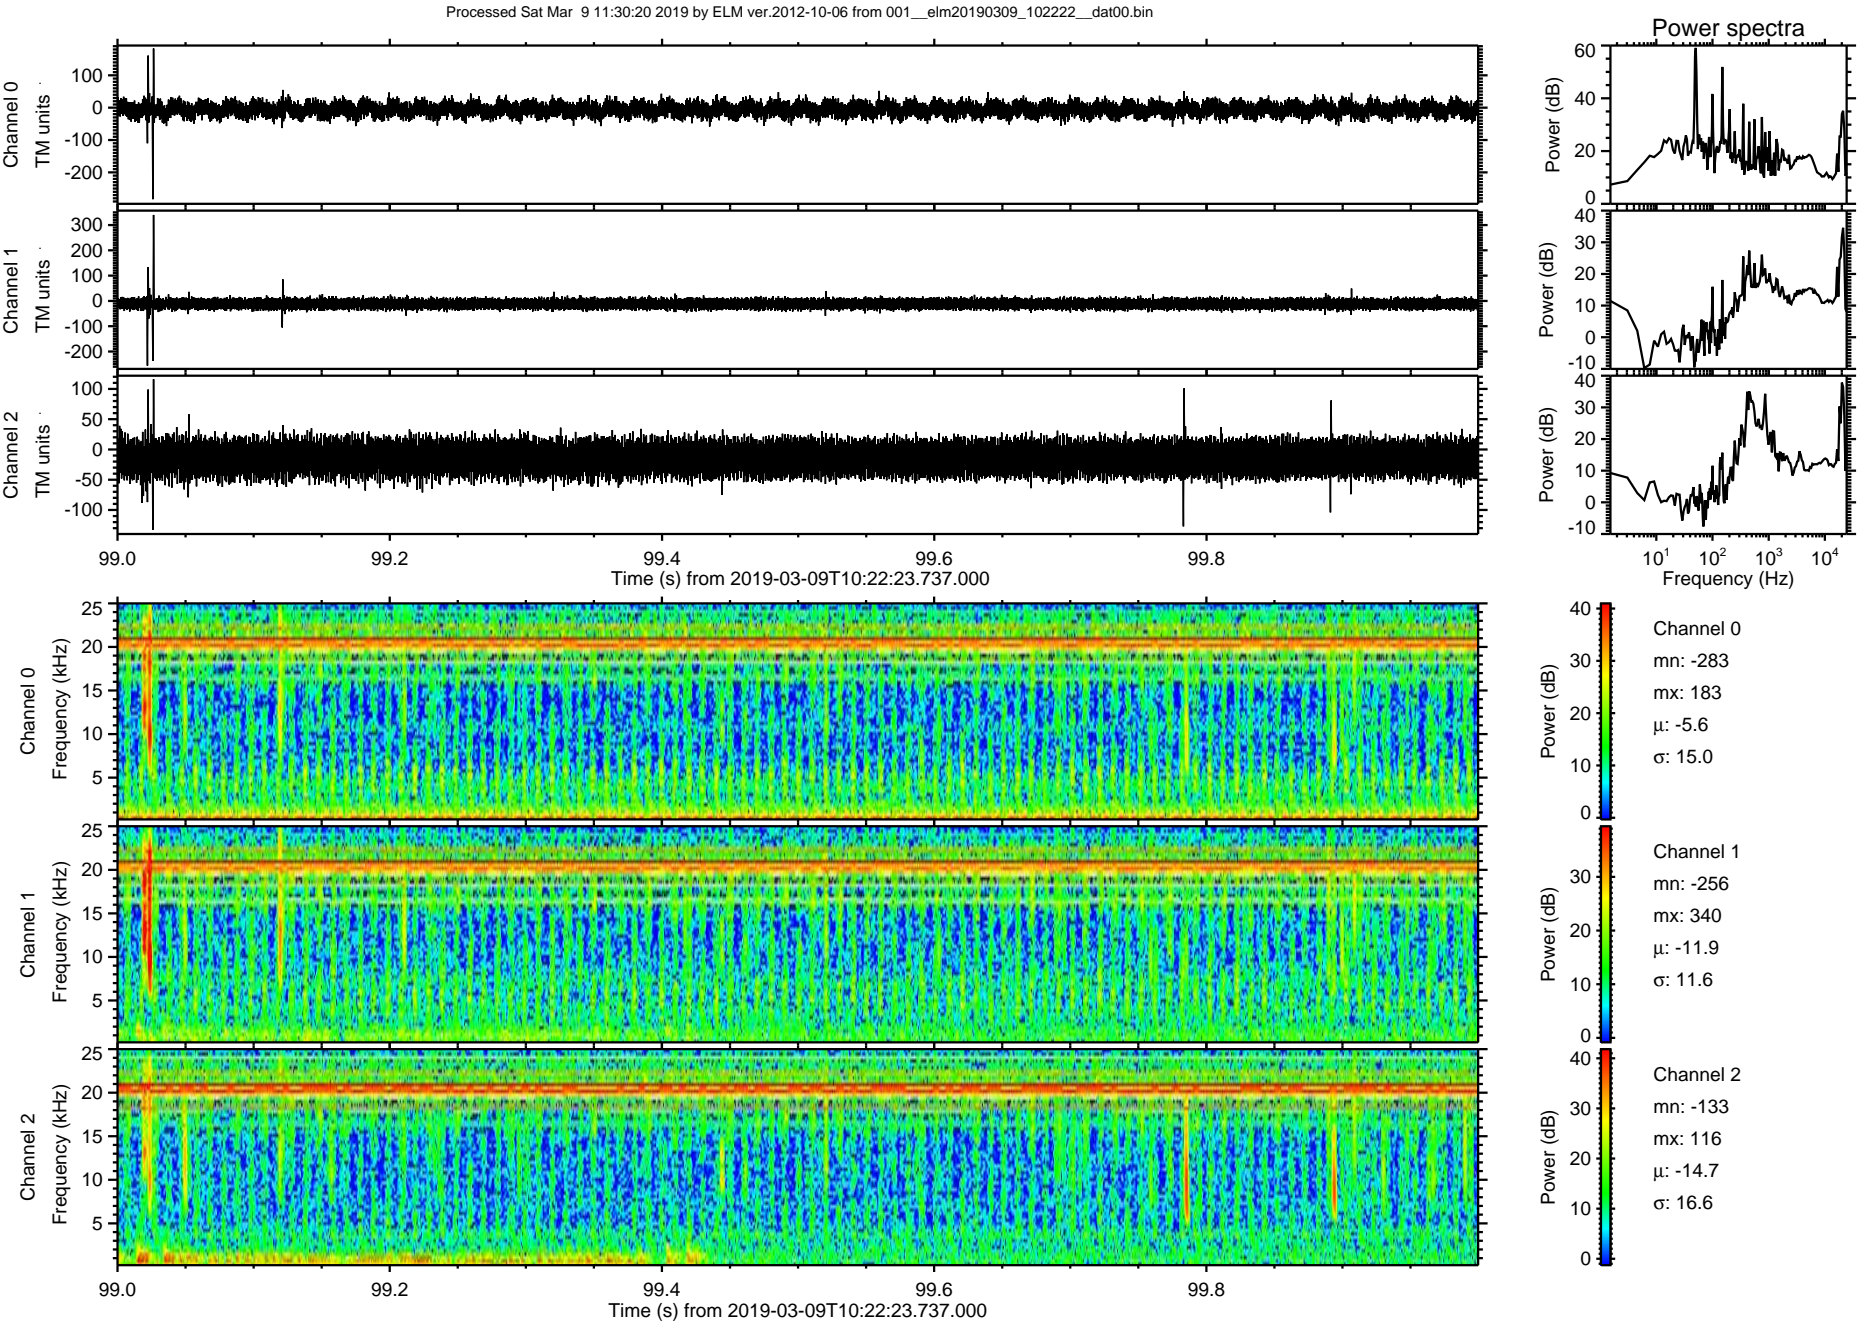 Processed Sat Mar 9 11:30:20 2019 by ELM ver.2012-10-06 from 001__elm20190309_102222__dat00.bin
Power spectra
Channel 0
TM units
100
0
-100
-200
Power (dB)
60
40
20
0
Channel 1
TM units
300
200
100
0
-100
-200
Power (dB)
40
30
20
10
0
-10
Channel 2
TM units
100
50
0
-50
-100
Power (dB)
40
30
20
10
0
-10
99.0 99.2 99.4 99.6 99.8
Time (s) from 2019-03-09T10:22:23.737.000
10^1 10^2 10^3 10^4
Frequency (Hz)
Channel 0
Frequency (kHz)
25
20
15
10
5
Power (dB)
40
30
20
10
0
Channel 0
mn: -283
mx: 183
µ: -5.6
σ: 15.0
Channel 1
Frequency (kHz)
25
20
15
10
5
Power (dB)
30
20
10
0
Channel 1
mn: -256
mx: 340
µ: -11.9
σ: 11.6
Channel 2
Frequency (kHz)
25
20
15
10
5
Power (dB)
40
30
20
10
0
Channel 2
mn: -133
mx: 116
µ: -14.7
σ: 16.6
99.0 99.2 99.4 99.6 99.8
Time (s) from 2019-03-09T10:22:23.737.000